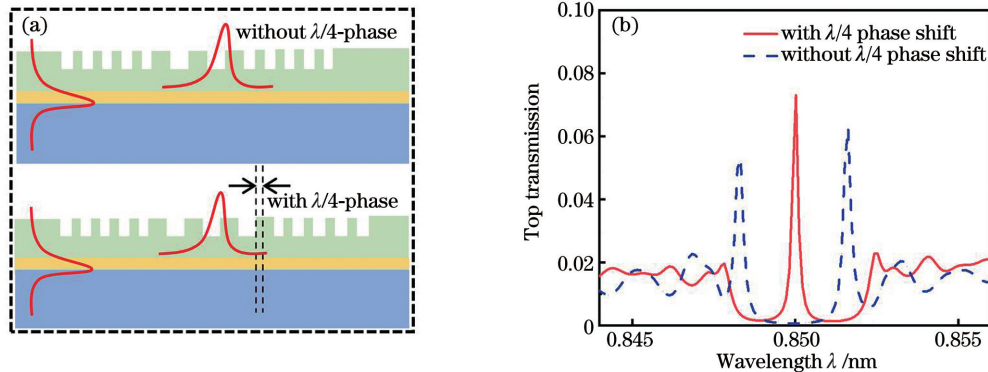 (a)
without λ/4-phase
with λ/4-phase
(b)
with λ/4 phase shift
without λ/4 phase shift
Top transmission
0.10
0.08
0.06
0.04
0.02
0
0.845
0.850
0.855
Wavelength λ /nm